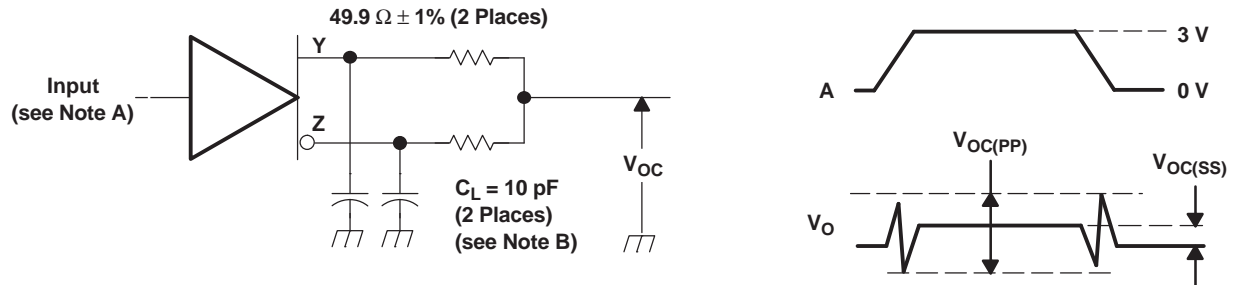 49.9 Ω ± 1% (2 Places)
Y
Input
(see Note A)
Z
V_OC
C_L = 10 pF
(2 Places)
(see Note B)
3 V
A
0 V
V_OC(PP)
V_OC(SS)
V_O